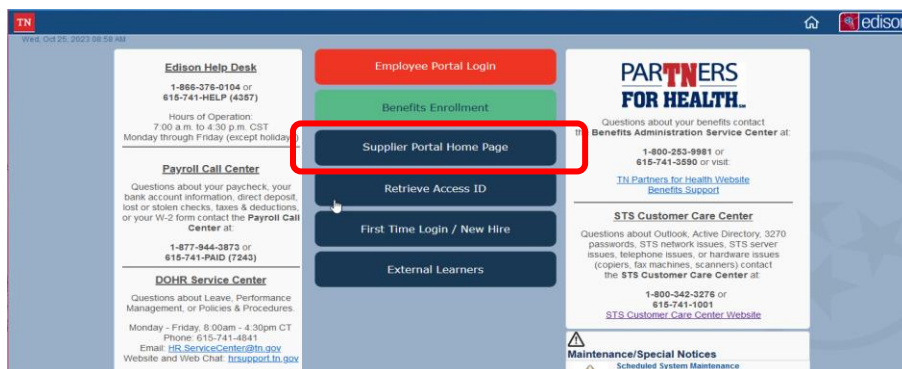 TN
edison
Wed, Oct 25, 2023 08:59 AM
Edison Help Desk
1-866-376-0104 or
615-741-HELP (4357)
Hours of Operation:
7:00 a.m. to 4:30 p.m. CST
Monday through Friday (except holidays)
Payroll Call Center
Questions about your paycheck, your
bank account information, direct deposit,
lost or stolen checks, taxes & deductions,
or your W-2 form contact the Payroll Call
Center at:
1-877-944-3873 or
615-741-PAID (7243)
DOHR Service Center
Questions about Leave, Performance
Management, or Policies & Procedures.
Monday - Friday, 8:00am - 4:30pm CT
Phone: 615-741-4841
Email: HR.ServiceCenter@tn.gov
Website and Web Chat: hrsupport.tn.gov
Employee Portal Login
Benefits Enrollment
Supplier Portal Home Page
Retrieve Access ID
First Time Login / New Hire
External Learners
PARTNERS
FOR HEALTH
Questions about your benefits contact
the Benefits Administration Service Center at:
1-800-253-9981 or
615-741-3590 or visit:
TN Partners for Health Website
Benefits Support
STS Customer Care Center
Questions about Outlook, Active Directory, 3270
passwords, STS network issues, STS server
issues, telephone issues, or hardware issues
(copiers, fax machines, scanners) contact
the STS Customer Care Center at:
1-800-342-3276 or
615-741-1001
STS Customer Care Center Website
Maintenance/Special Notices
Scheduled System Maintenance